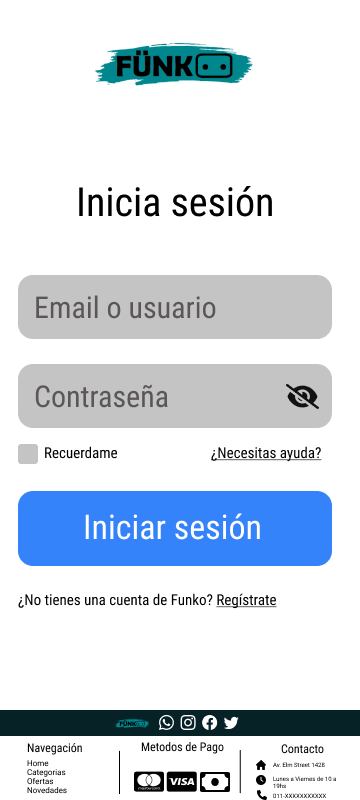 FÜNK
Inicia sesión
Email o usuario
Contraseña
Recuerdame
¿Necesitas ayuda?
Iniciar sesión
¿No tienes una cuenta de Funko? Regístrate
FÜNK
Navegación
Home
Categorias
Ofertas
Novedades
Metodos de Pago
mastercard
VISA
Contacto
Av. Elm Street 1428
Lunes a Viernes de 10 a
19hs
011-XXXXXXXXXXX